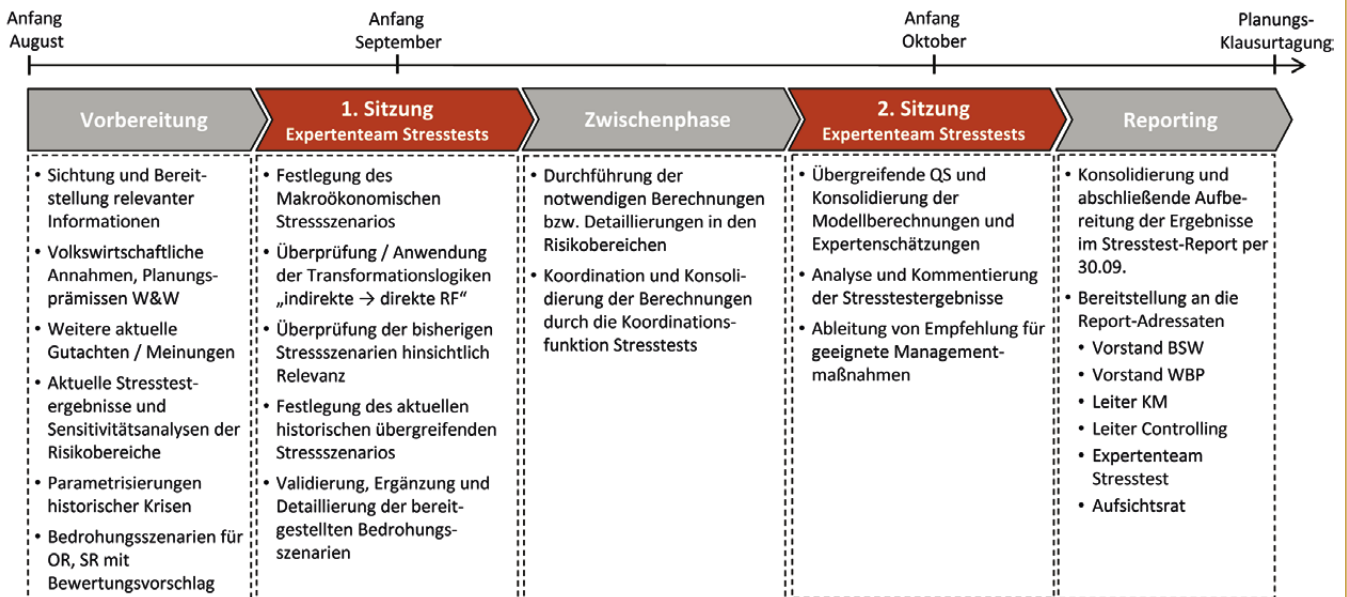 Anfang
August
Anfang
September
Anfang
Oktober
Planungs-
Klausurtagung
Vorbereitung
1. Sitzung
Expertenteam Stresstests
Zwischenphase
2. Sitzung
Expertenteam Stresstests
Reporting
• Sichtung und Bereit-
stellung relevanter
Informationen
• Volkswirtschaftliche
Annahmen, Planungs-
prämissen W&W
• Weitere aktuelle
Gutachten / Meinungen
• Aktuelle Stresstest-
ergebnisse und
Sensitivitätsanalysen der
Risikobereiche
• Parametrisierungen
historischer Krisen
• Bedrohungsszenarien für
OR, SR mit
Bewertungsvorschlag
• Festlegung des
Makroökonomischen
Stressszenarios
• Überprüfung / Anwendung
der Transformationslogiken
„indirekte → direkte RF“
• Überprüfung der bisherigen
Stressszenarien hinsichtlich
Relevanz
• Festlegung des aktuellen
historischen übergreifenden
Stressszenarios
• Validierung, Ergänzung und
Detaillierung der bereit-
gestellten Bedrohungs-
szenarien
• Durchführung der
notwendigen Berechnungen
bzw. Detaillierungen in den
Risikobereichen
• Koordination und Konsoli-
dierung der Berechnungen
durch die Koordinations-
funktion Stresstests
• Übergreifende QS und
Konsolidierung der
Modellberechnungen und
Expertenschätzungen
• Analyse und Kommentierung
der Stresstestergebnisse
• Ableitung von Empfehlung für
geeignete Management-
maßnahmen
• Konsolidierung und
abschließende Aufbe-
reitung der Ergebnisse
im Stresstest-Report per
30.09.
• Bereitstellung an die
Report-Adressaten
• Vorstand BSW
• Vorstand WBP
• Leiter KM
• Leiter Controlling
• Expertenteam
Stresstest
• Aufsichtsrat